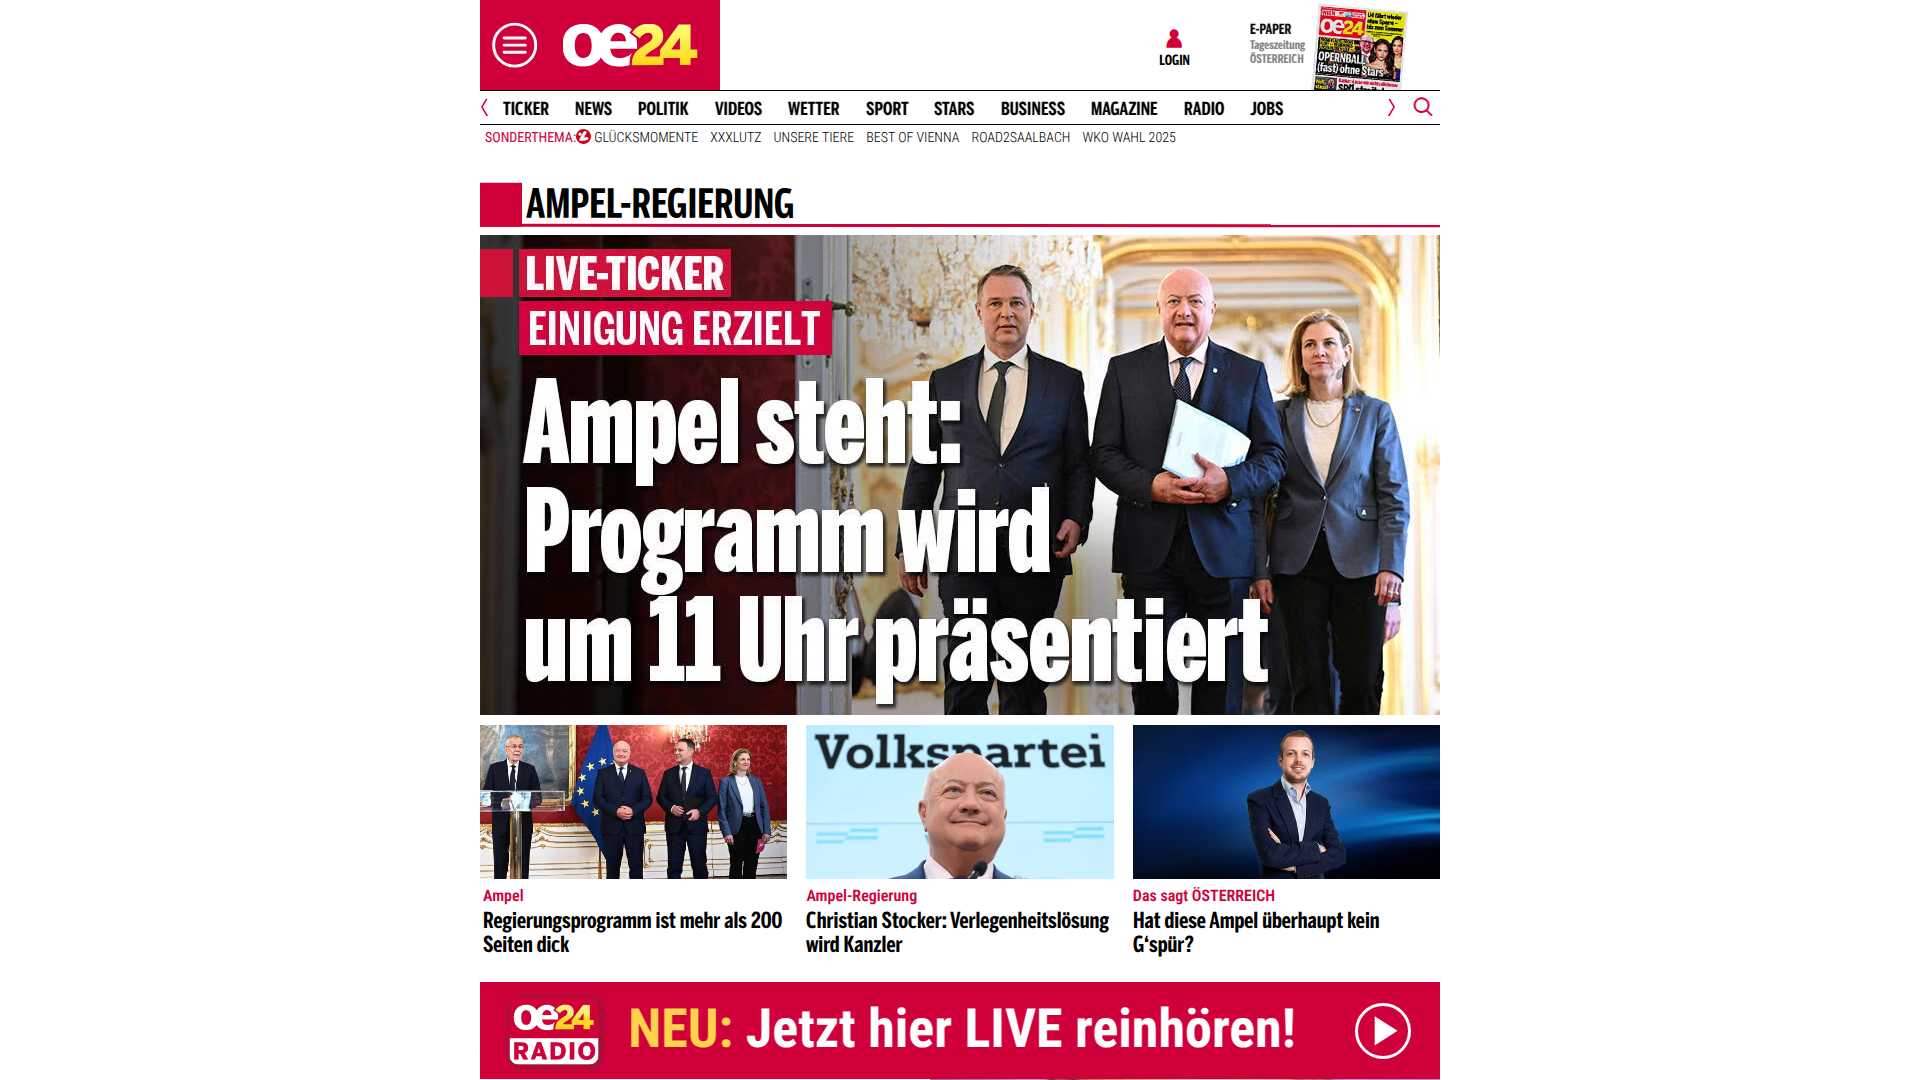 oe24
LOGIN
E-PAPER
Tageszeitung
ÖSTERREICH
oe24
OPERNBALL
(fast) ohne Stars
TICKER NEWS POLITIK VIDEOS WETTER SPORT STARS BUSINESS MAGAZINE RADIO JOBS
SONDERTHEMA: GLÜCKSMOMENTE XXXLUTZ UNSERE TIERE BEST OF VIENNA ROAD2SAALBACH WKO WAHL 2025
AMPEL-REGIERUNG
LIVE-TICKER
EINIGUNG ERZIELT
Ampel steht:
Programm wird
um 11 Uhr präsentiert
Volkspartei
Ampel
Regierungsprogramm ist mehr als 200
Seiten dick
Ampel-Regierung
Christian Stocker: Verlegenheitslösung
wird Kanzler
Das sagt ÖSTERREICH
Hat diese Ampel überhaupt kein
G‘spür?
oe24
RADIO
NEU: Jetzt hier LIVE reinhören!